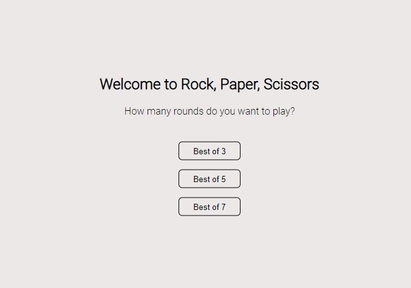 Welcome to Rock, Paper, Scissors
How many rounds do you want to play?
Best of 3
Best of 5
Best of 7